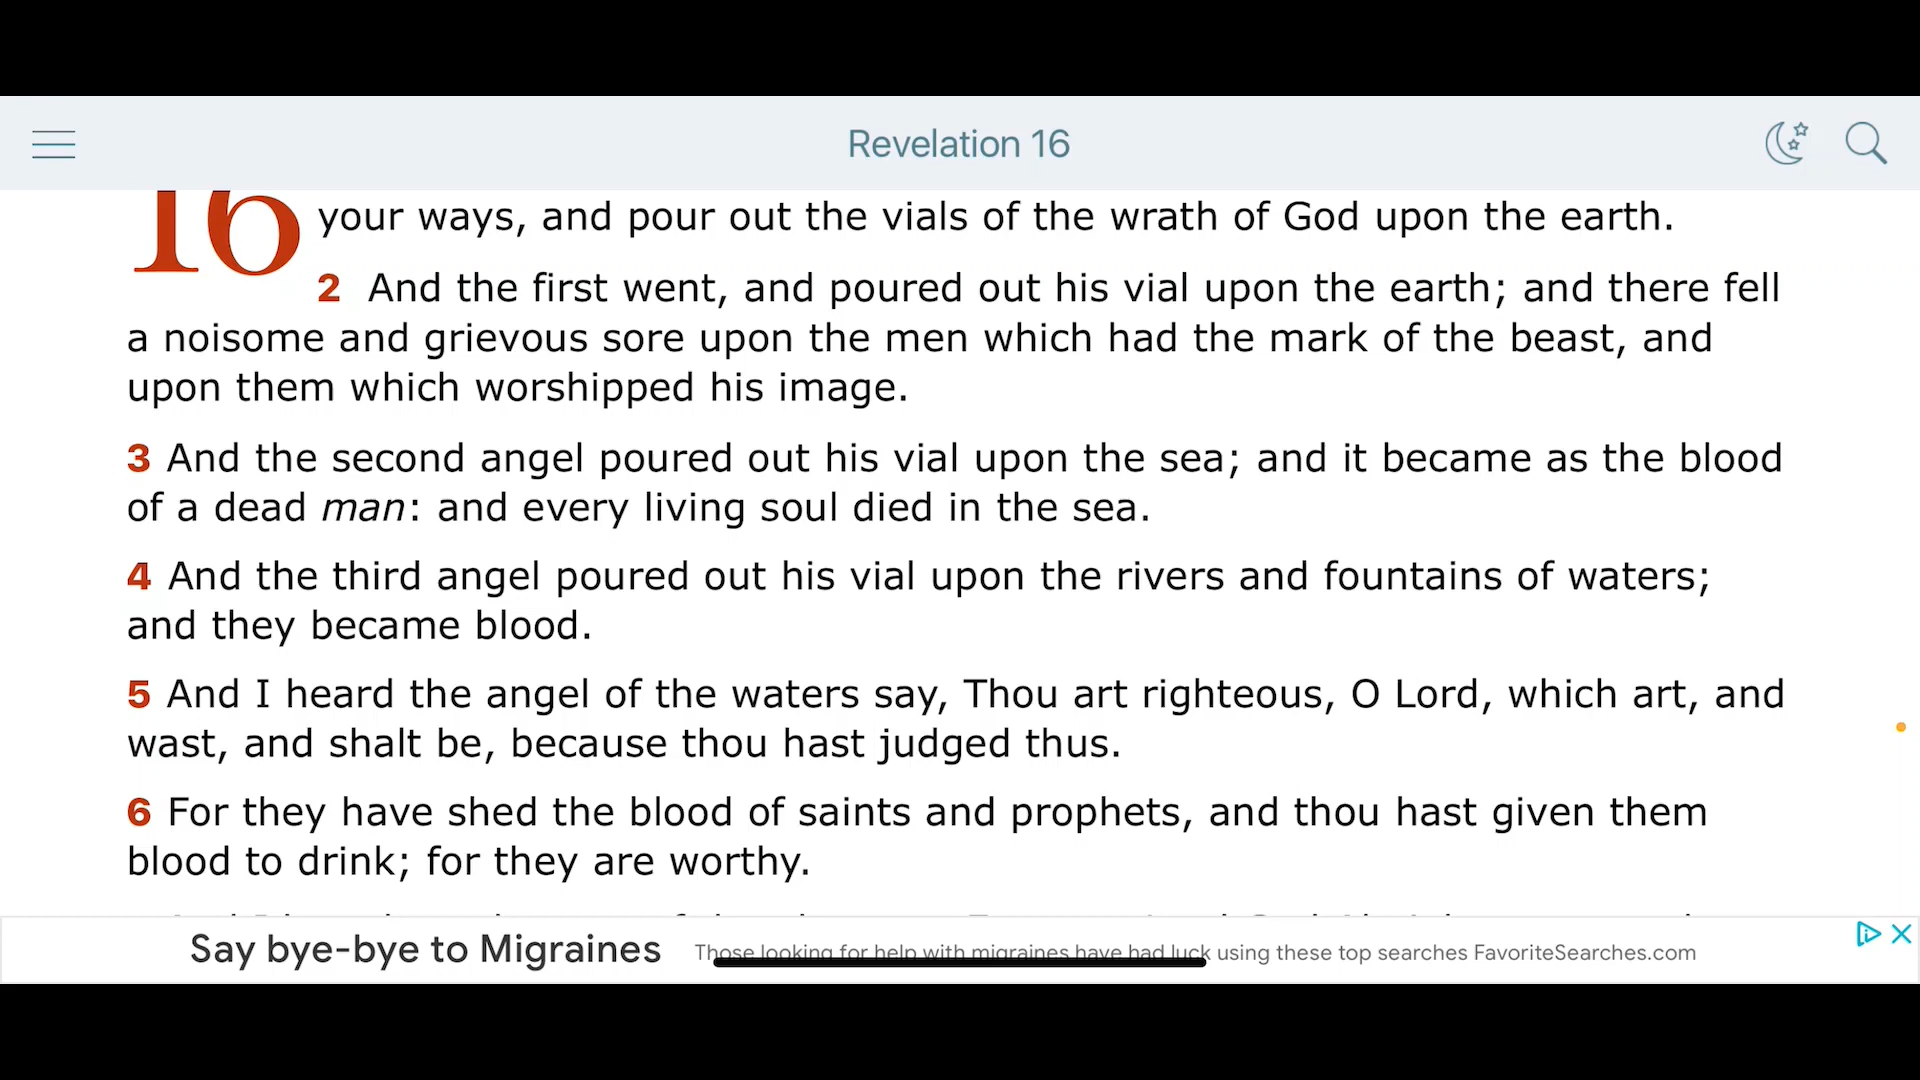 Revelation 16
16 your ways, and pour out the vials of the wrath of God upon the earth.
2 And the first went, and poured out his vial upon the earth; and there fell
a noisome and grievous sore upon the men which had the mark of the beast, and
upon them which worshipped his image.
3 And the second angel poured out his vial upon the sea; and it became as the blood
of a dead man: and every living soul died in the sea.
4 And the third angel poured out his vial upon the rivers and fountains of waters;
and they became blood.
5 And I heard the angel of the waters say, Thou art righteous, O Lord, which art, and
wast, and shalt be, because thou hast judged thus.
6 For they have shed the blood of saints and prophets, and thou hast given them
blood to drink; for they are worthy.
Say bye-bye to Migraines Those looking for help with migraines have had luck using these top searches FavoriteSearches.com